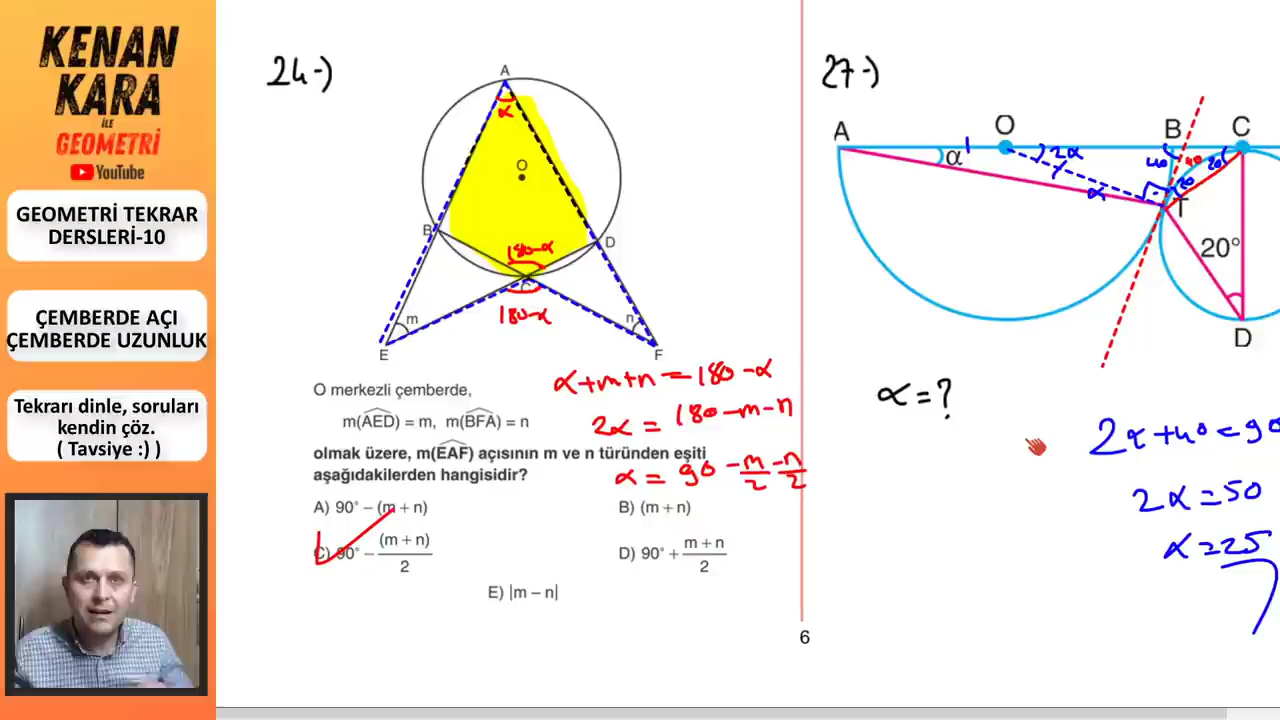 KENAN
KARA
İLE
GEOMETRİ
YouTube
GEOMETRİ TEKRAR
DERSLERİ-10
ÇEMBERDE AÇI
ÇEMBERDE UZUNLUK
Tekrarı dinle, soruları
kendin çöz.
( Tavsiye :) )
24-)
A
α
O
B
D
180-α
C
180-α
m
n
E
F
O merkezli çemberde,
m(AED) = m, m(BFA) = n
olmak üzere, m(EAF) açısının m ve n türünden eşiti
aşağıdakilerden hangisidir?
A) 90° – (m + n)
B) (m + n)
C) 90° – (m + n)/2
D) 90° + (m + n)/2
E) |m – n|
α+m+n=180-α
2α = 180-m-n
α = 90 - m/2 - n/2
6
27-)
A
O
B
C
α
2α
40
40
20
α
20
T
20°
D
α=?
2α+40=90
2α=50
α=25